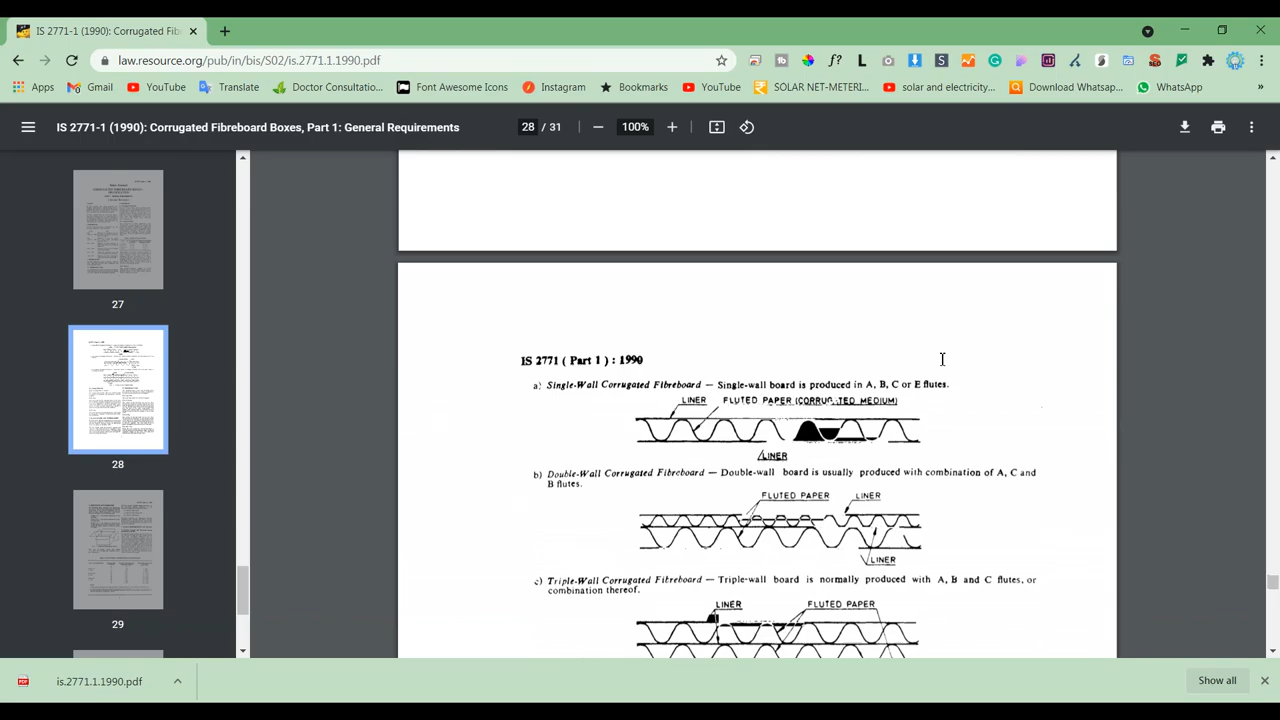 IS 2771-1 (1990): Corrugated Fib
law.resource.org/pub/in/bis/S02/is.2771.1.1990.pdf
Apps Gmail YouTube Translate Doctor Consultatio... Font Awesome Icons Instagram Bookmarks YouTube SOLAR NET-METERI... solar and electricity... Download Whatsap... WhatsApp »
IS 2771-1 (1990): Corrugated Fibreboard Boxes, Part 1: General Requirements 28 / 31 100%
27
28
29
IS 2771 ( Part 1 ) : 1990
a) Single-Wall Corrugated Fibreboard — Single-wall board is produced in A, B, C or E flutes.
LINER FLUTED PAPER (CORRUGATED MEDIUM)
LINER
b) Double-Wall Corrugated Fibreboard — Double-wall board is usually produced with combination of A, C and
B flutes.
FLUTED PAPER LINER
LINER
c) Triple-Wall Corrugated Fibreboard — Triple-wall board is normally produced with A, B and C flutes, or
combination thereof.
LINER FLUTED PAPER
is.2771.1.1990.pdf
Show all